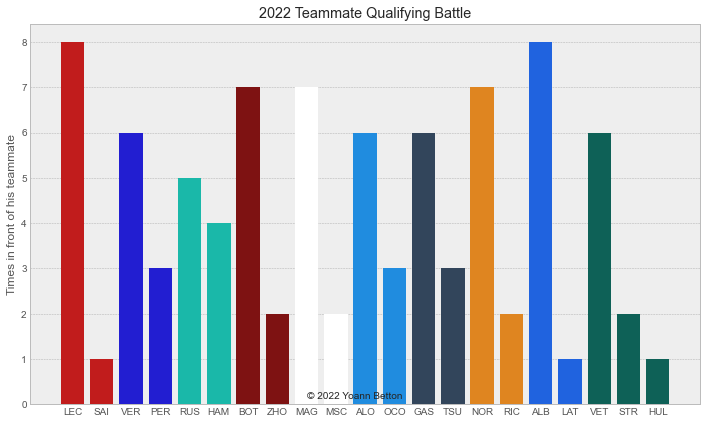 2022 Teammate Qualifying Battle
Times in front of his teammate
8
7
6
5
4
3
2
1
0
© 2022 Yoann Betton
LEC SAI VER PER RUS HAM BOT ZHO MAG MSC ALO OCO GAS TSU NOR RIC ALB LAT VET STR HUL